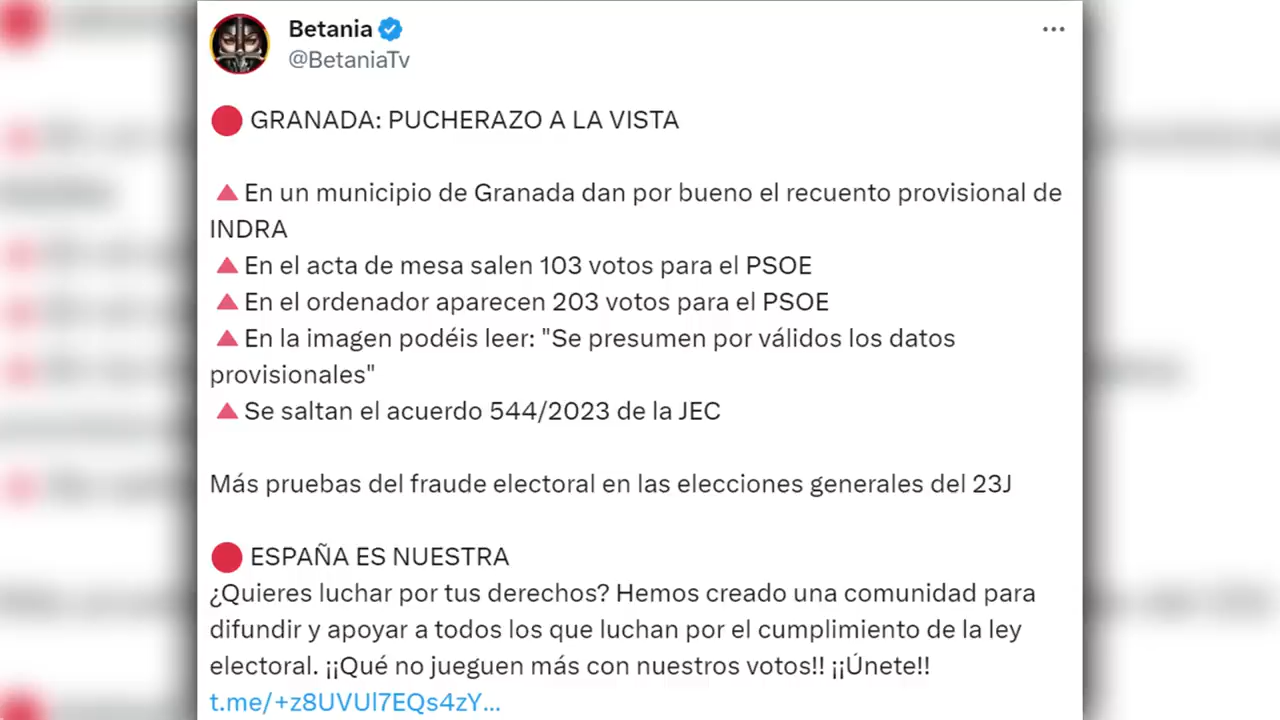 Betania
@BetaniaTv
GRANADA: PUCHERAZO A LA VISTA
En un municipio de Granada dan por bueno el recuento provisional de
INDRA
En el acta de mesa salen 103 votos para el PSOE
En el ordenador aparecen 203 votos para el PSOE
En la imagen podéis leer: "Se presumen por válidos los datos
provisionales"
Se saltan el acuerdo 544/2023 de la JEC
Más pruebas del fraude electoral en las elecciones generales del 23J
ESPAÑA ES NUESTRA
¿Quieres luchar por tus derechos? Hemos creado una comunidad para
difundir y apoyar a todos los que luchan por el cumplimiento de la ley
electoral. ¡¡Qué no jueguen más con nuestros votos!! ¡¡Únete!!
t.me/+z8UVUl7EQs4zY...